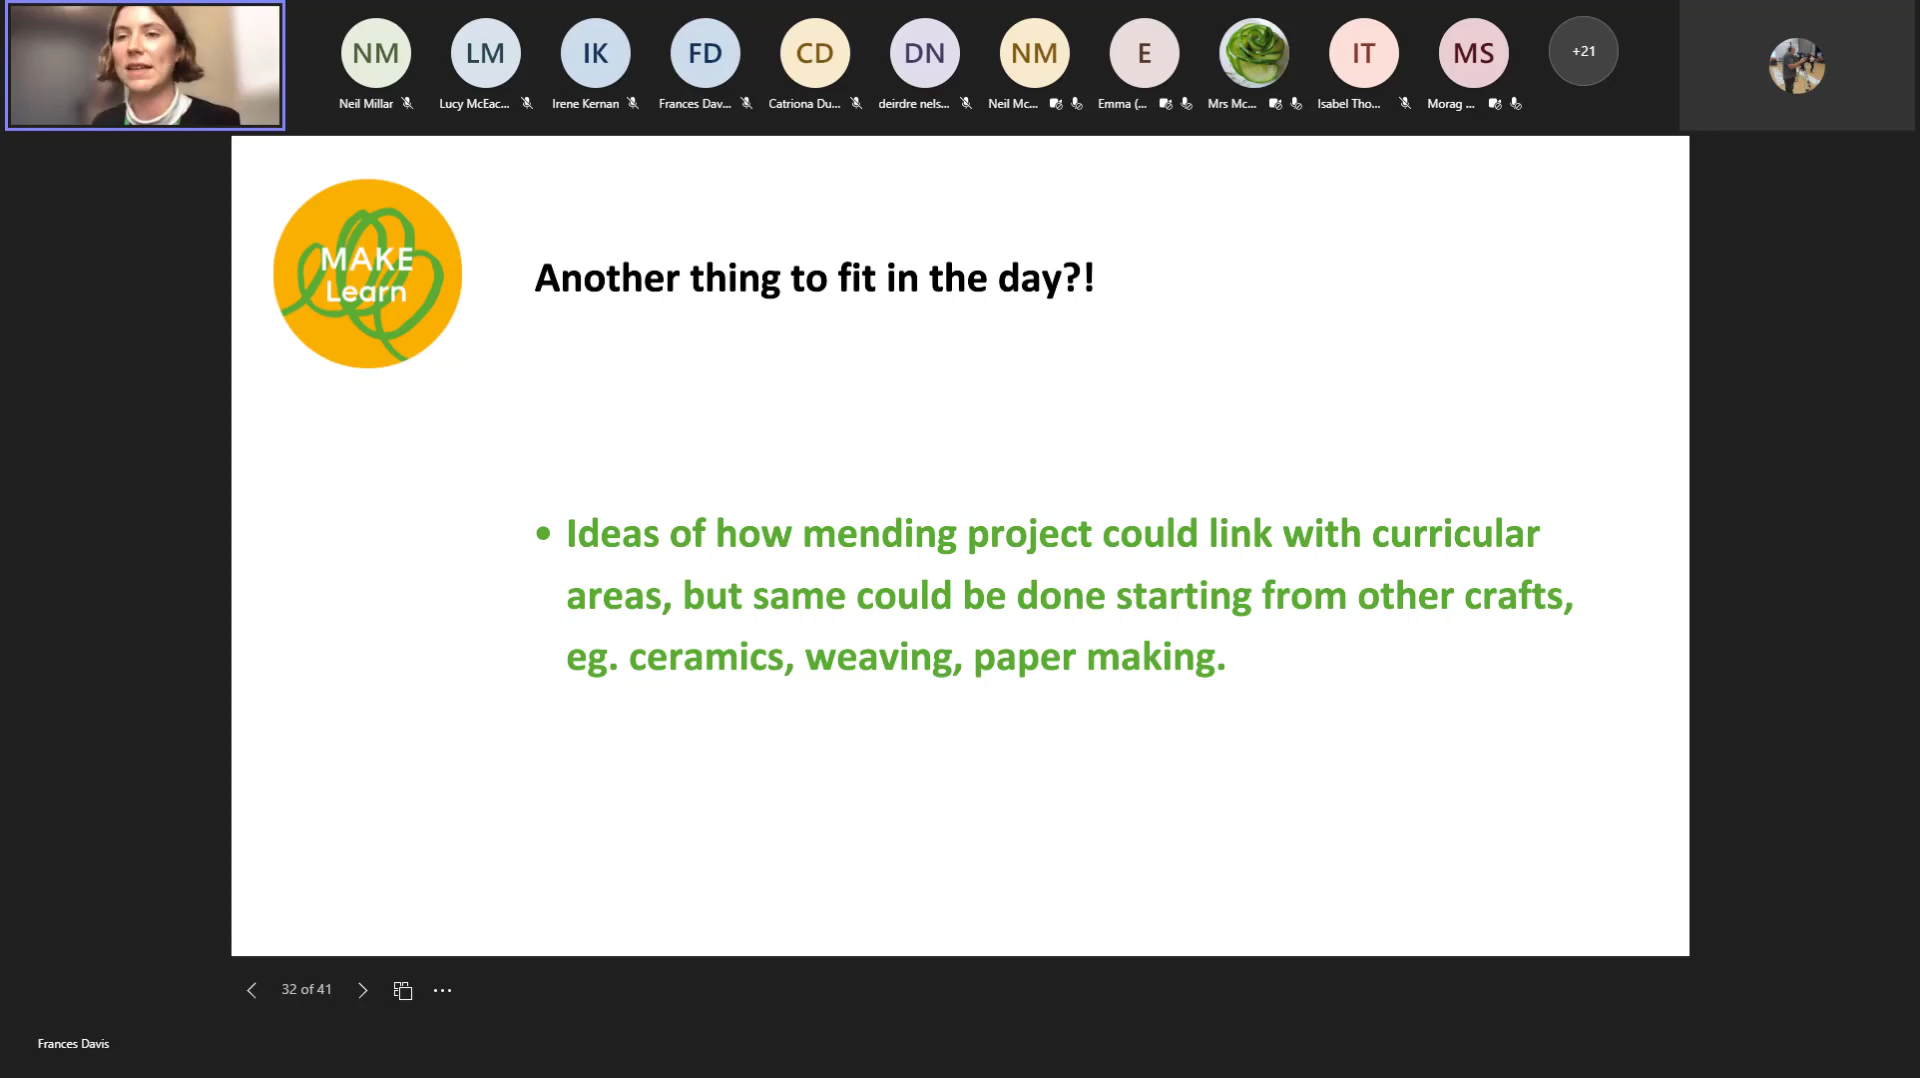 NM LM IK FD CD DN NM E IT MS +21
Neil Millar Lucy McEac... Irene Kernan Frances Dav... Catriona Du... deirdre nels... Neil Mc... Emma (... Mrs Mc... Isabel Tho... Morag ...
MAKE
Learn
Another thing to fit in the day?!
• Ideas of how mending project could link with curricular
areas, but same could be done starting from other crafts,
eg. ceramics, weaving, paper making.
32 of 41
Frances Davis